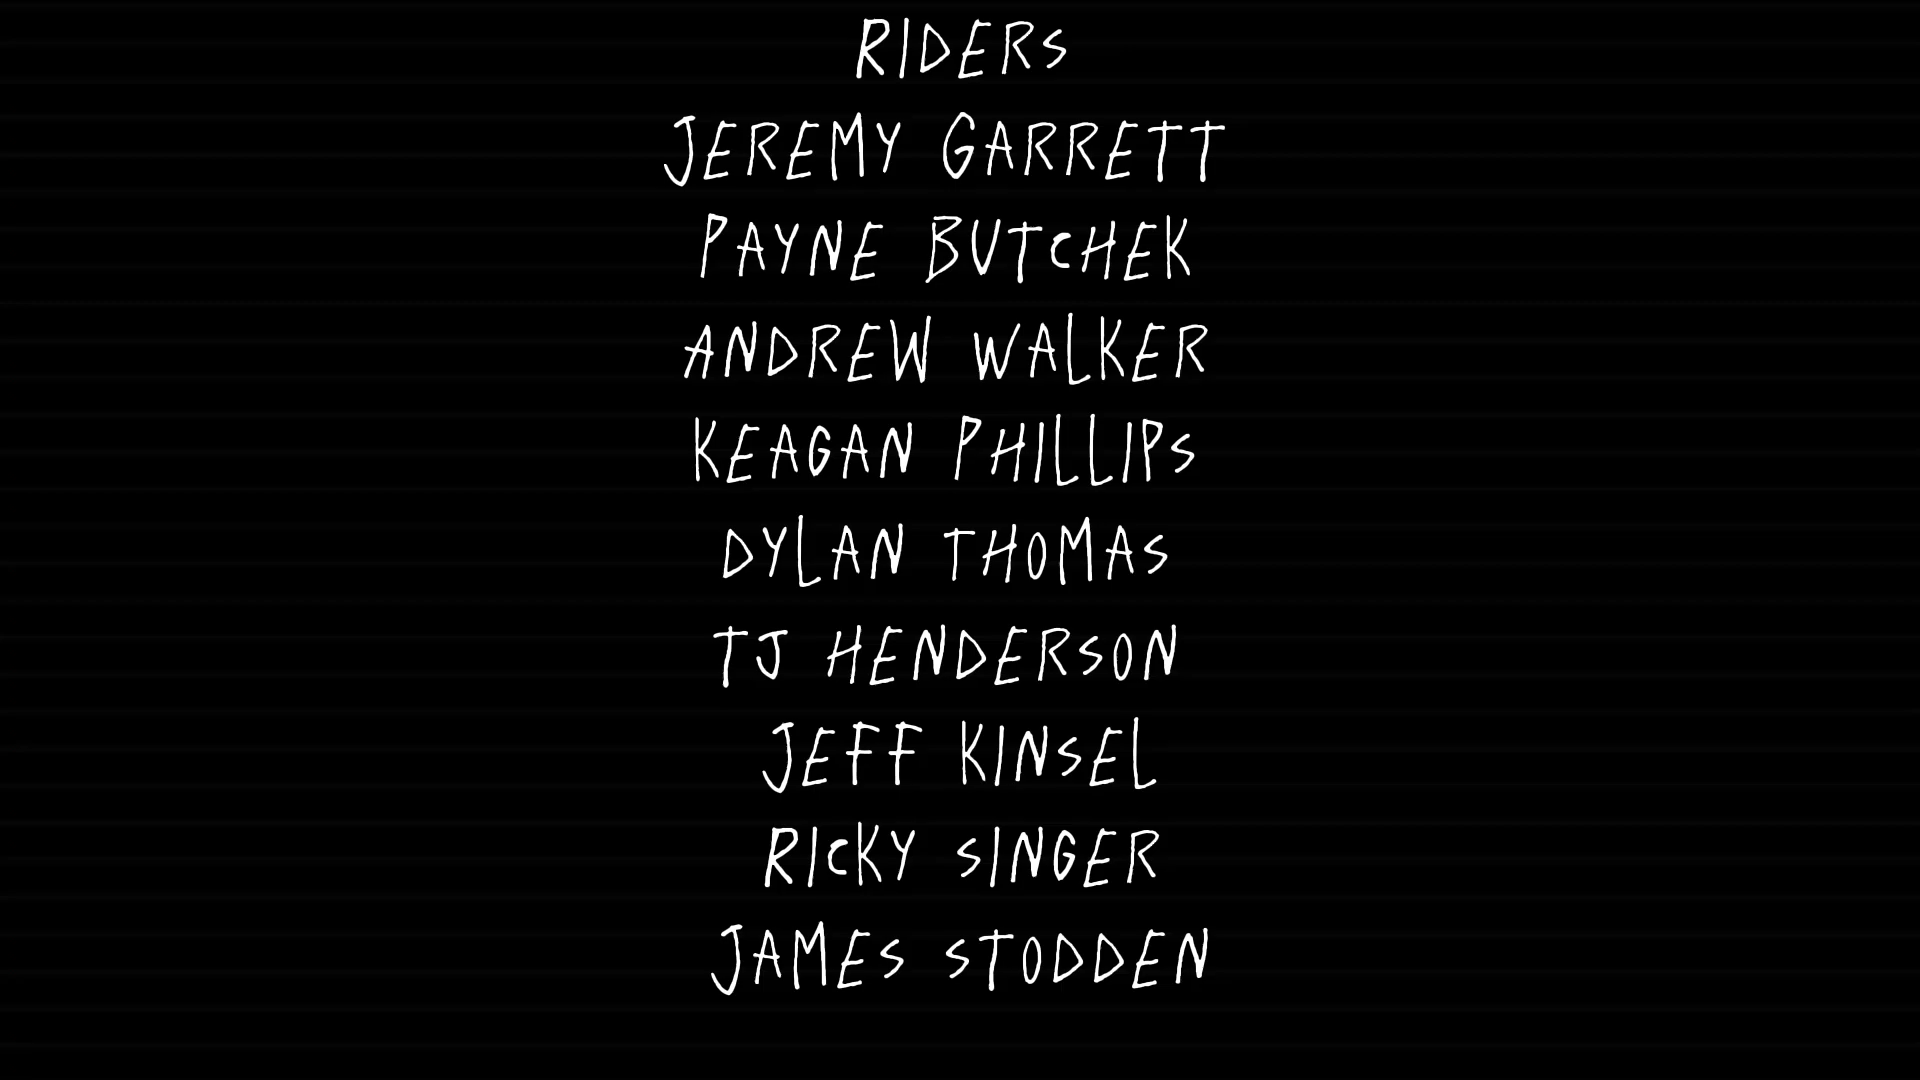 RIDERS
JEREMY GARRETT
PAYNE BUTCHEK
ANDREW WALKER
KEAGAN PHILLIPS
DYLAN THOMAS
TJ HENDERSON
JEFF KINSEL
RICKY SINGER
JAMES STODDEN